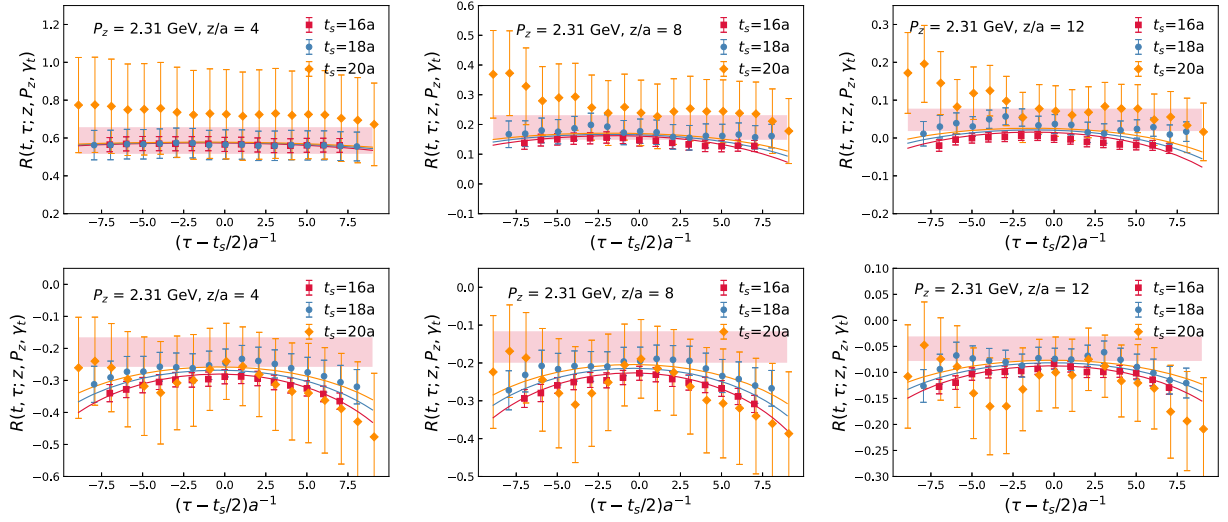 R(t, τ; z, P_z, γ_t)
1.2
1.0
0.8
0.6
0.4
0.2
P_z = 2.31 GeV, z/a = 4
t_s=16a
t_s=18a
t_s=20a
−7.5 −5.0 −2.5 0.0 2.5 5.0 7.5
(τ − t_s/2)a⁻¹
R(t, τ; z, P_z, γ_t)
0.6
0.5
0.4
0.3
0.2
0.1
0.0
−0.1
P_z = 2.31 GeV, z/a = 8
t_s=16a
t_s=18a
t_s=20a
−7.5 −5.0 −2.5 0.0 2.5 5.0 7.5
(τ − t_s/2)a⁻¹
R(t, τ; z, P_z, γ_t)
0.3
0.2
0.1
0.0
−0.1
−0.2
P_z = 2.31 GeV, z/a = 12
t_s=16a
t_s=18a
t_s=20a
−7.5 −5.0 −2.5 0.0 2.5 5.0 7.5
(τ − t_s/2)a⁻¹
R(t, τ; z, P_z, γ_t)
0.0
−0.1
−0.2
−0.3
−0.4
−0.5
−0.6
P_z = 2.31 GeV, z/a = 4
t_s=16a
t_s=18a
t_s=20a
−7.5 −5.0 −2.5 0.0 2.5 5.0 7.5
(τ − t_s/2)a⁻¹
R(t, τ; z, P_z, γ_t)
0.0
−0.1
−0.2
−0.3
−0.4
−0.5
P_z = 2.31 GeV, z/a = 8
t_s=16a
t_s=18a
t_s=20a
−7.5 −5.0 −2.5 0.0 2.5 5.0 7.5
(τ − t_s/2)a⁻¹
R(t, τ; z, P_z, γ_t)
0.10
0.05
0.00
−0.05
−0.10
−0.15
−0.20
−0.25
−0.30
P_z = 2.31 GeV, z/a = 12
t_s=16a
t_s=18a
t_s=20a
−7.5 −5.0 −2.5 0.0 2.5 5.0 7.5
(τ − t_s/2)a⁻¹